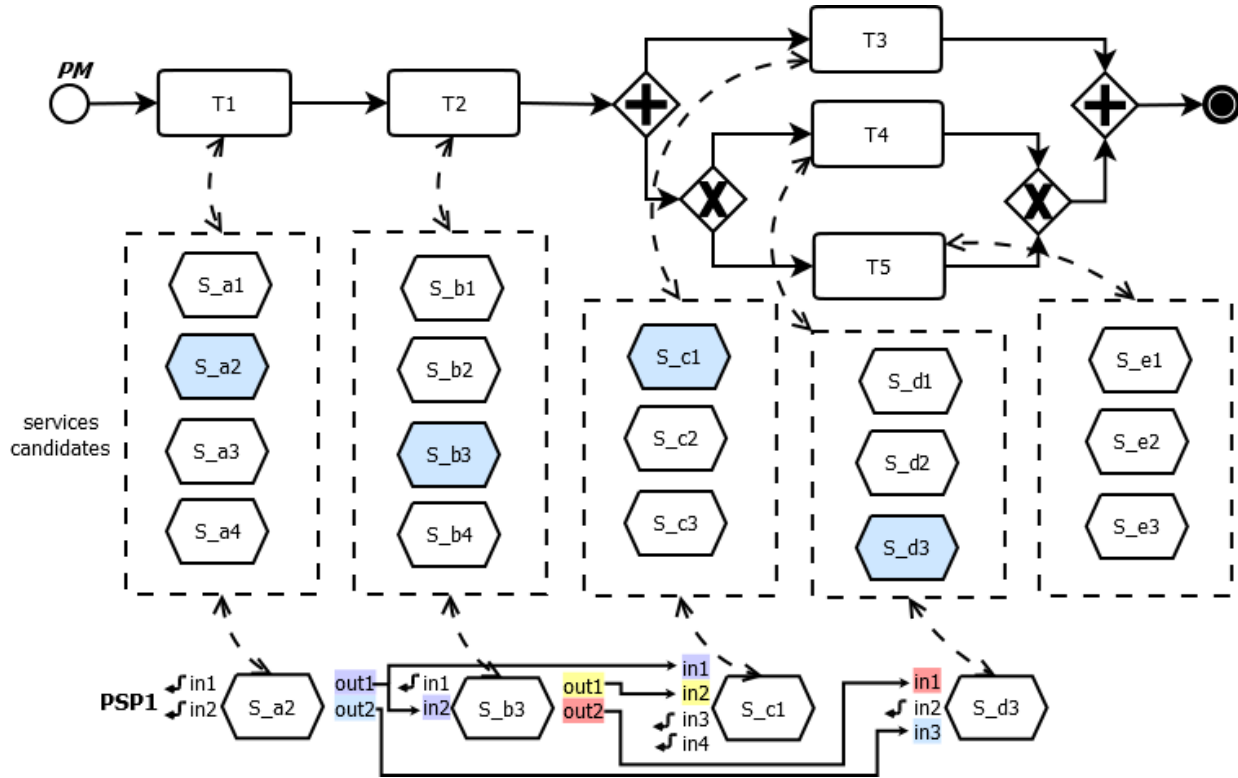 PM
T1
T2
T3
T4
T5
services
candidates
S_a1
S_a2
S_a3
S_a4
S_b1
S_b2
S_b3
S_b4
S_c1
S_c2
S_c3
S_d1
S_d2
S_d3
S_e1
S_e2
S_e3
PSP1
in1
in2
S_a2
out1
out2
in1
in2
S_b3
out1
out2
in1
in2
in3
in4
S_c1
in1
in2
in3
S_d3